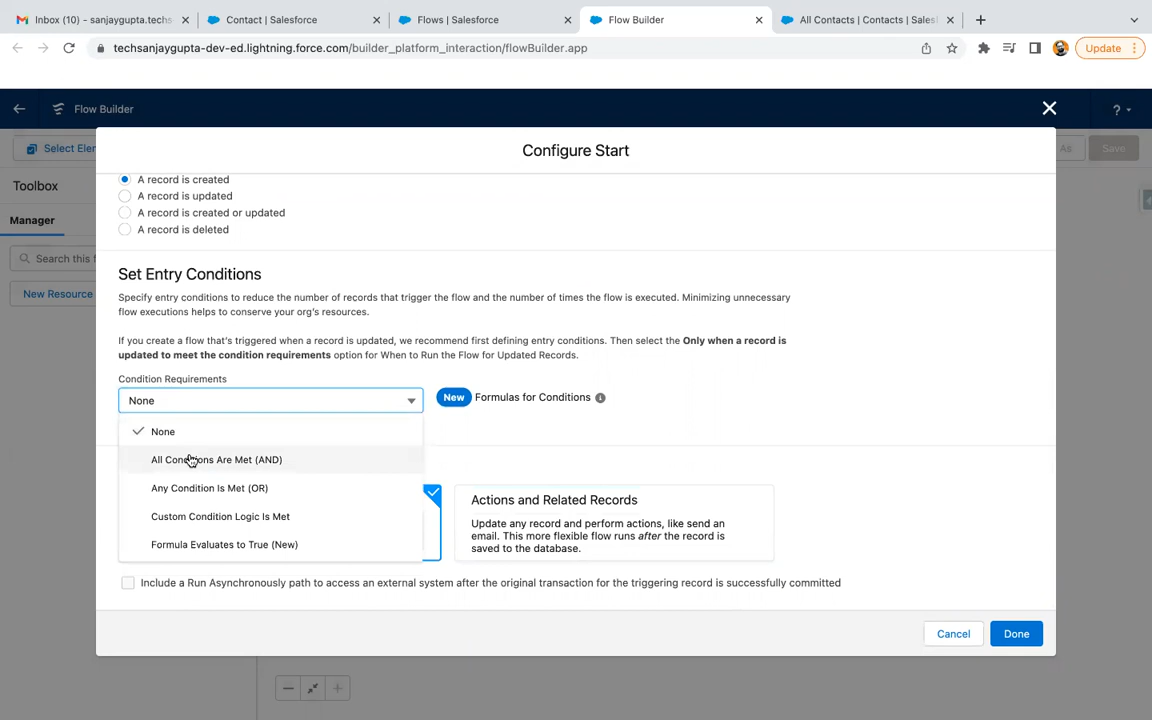 Inbox (10) - sanjaygupta.techs
Contact | Salesforce
Flows | Salesforce
Flow Builder
All Contacts | Contacts | Sales
techsanjaygupta-dev-ed.lightning.force.com/builder_platform_interaction/flowBuilder.app
Update
Flow Builder
?
Select Ele
As
Save
Configure Start
Toolbox
Manager
Search this f
New Resource
A record is created
A record is updated
A record is created or updated
A record is deleted
Set Entry Conditions
Specify entry conditions to reduce the number of records that trigger the flow and the number of times the flow is executed. Minimizing unnecessary
flow executions helps to conserve your org's resources.
If you create a flow that's triggered when a record is updated, we recommend first defining entry conditions. Then select the Only when a record is
updated to meet the condition requirements option for When to Run the Flow for Updated Records.
Condition Requirements
None
New Formulas for Conditions
None
All Conditions Are Met (AND)
Any Condition Is Met (OR)
Custom Condition Logic Is Met
Formula Evaluates to True (New)
Actions and Related Records
Update any record and perform actions, like send an
email. This more flexible flow runs after the record is
saved to the database.
Include a Run Asynchronously path to access an external system after the original transaction for the triggering record is successfully committed
Cancel
Done